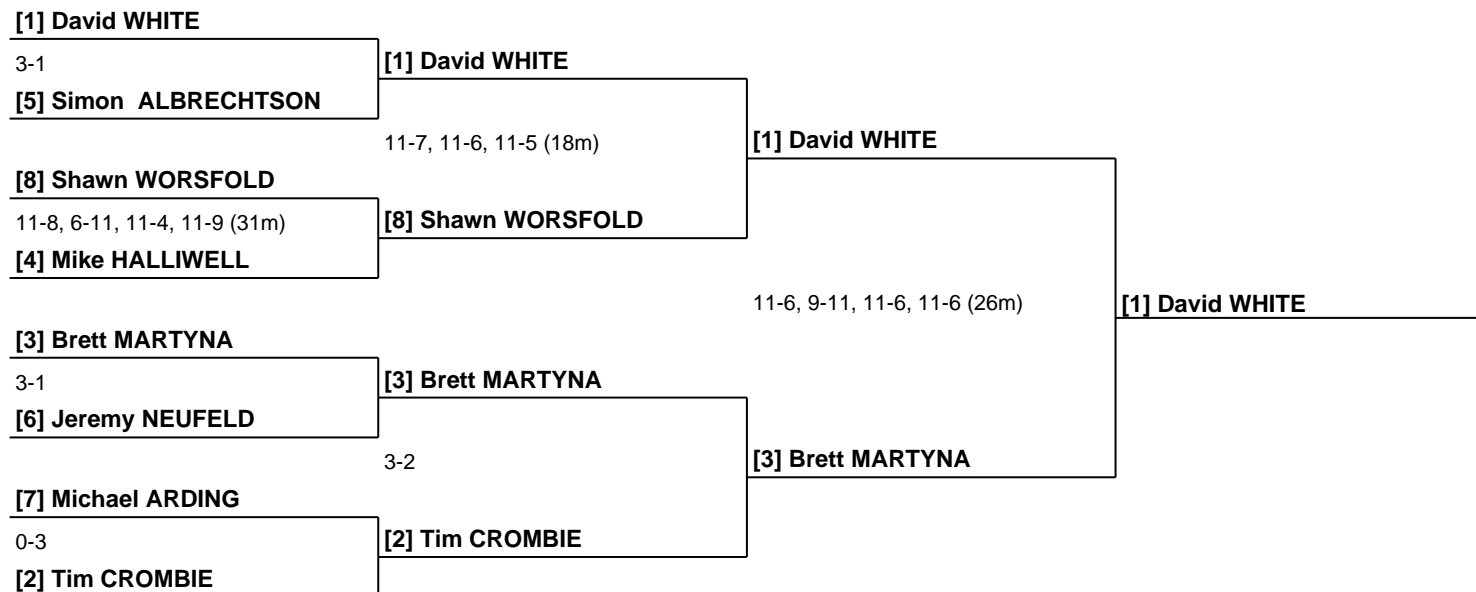 [1] David WHITE
3-1
[5] Simon  ALBRECHTSON
[8] Shawn WORSFOLD
11-8, 6-11, 11-4, 11-9 (31m)
[4] Mike HALLIWELL
[3] Brett MARTYNA
3-1
[6] Jeremy NEUFELD
[7] Michael ARDING
0-3
[2] Tim CROMBIE
[1] David WHITE
11-7, 11-6, 11-5 (18m)
[8] Shawn WORSFOLD
[3] Brett MARTYNA
3-2
[2] Tim CROMBIE
[1] David WHITE
11-6, 9-11, 11-6, 11-6 (26m)
[3] Brett MARTYNA
[1] David WHITE